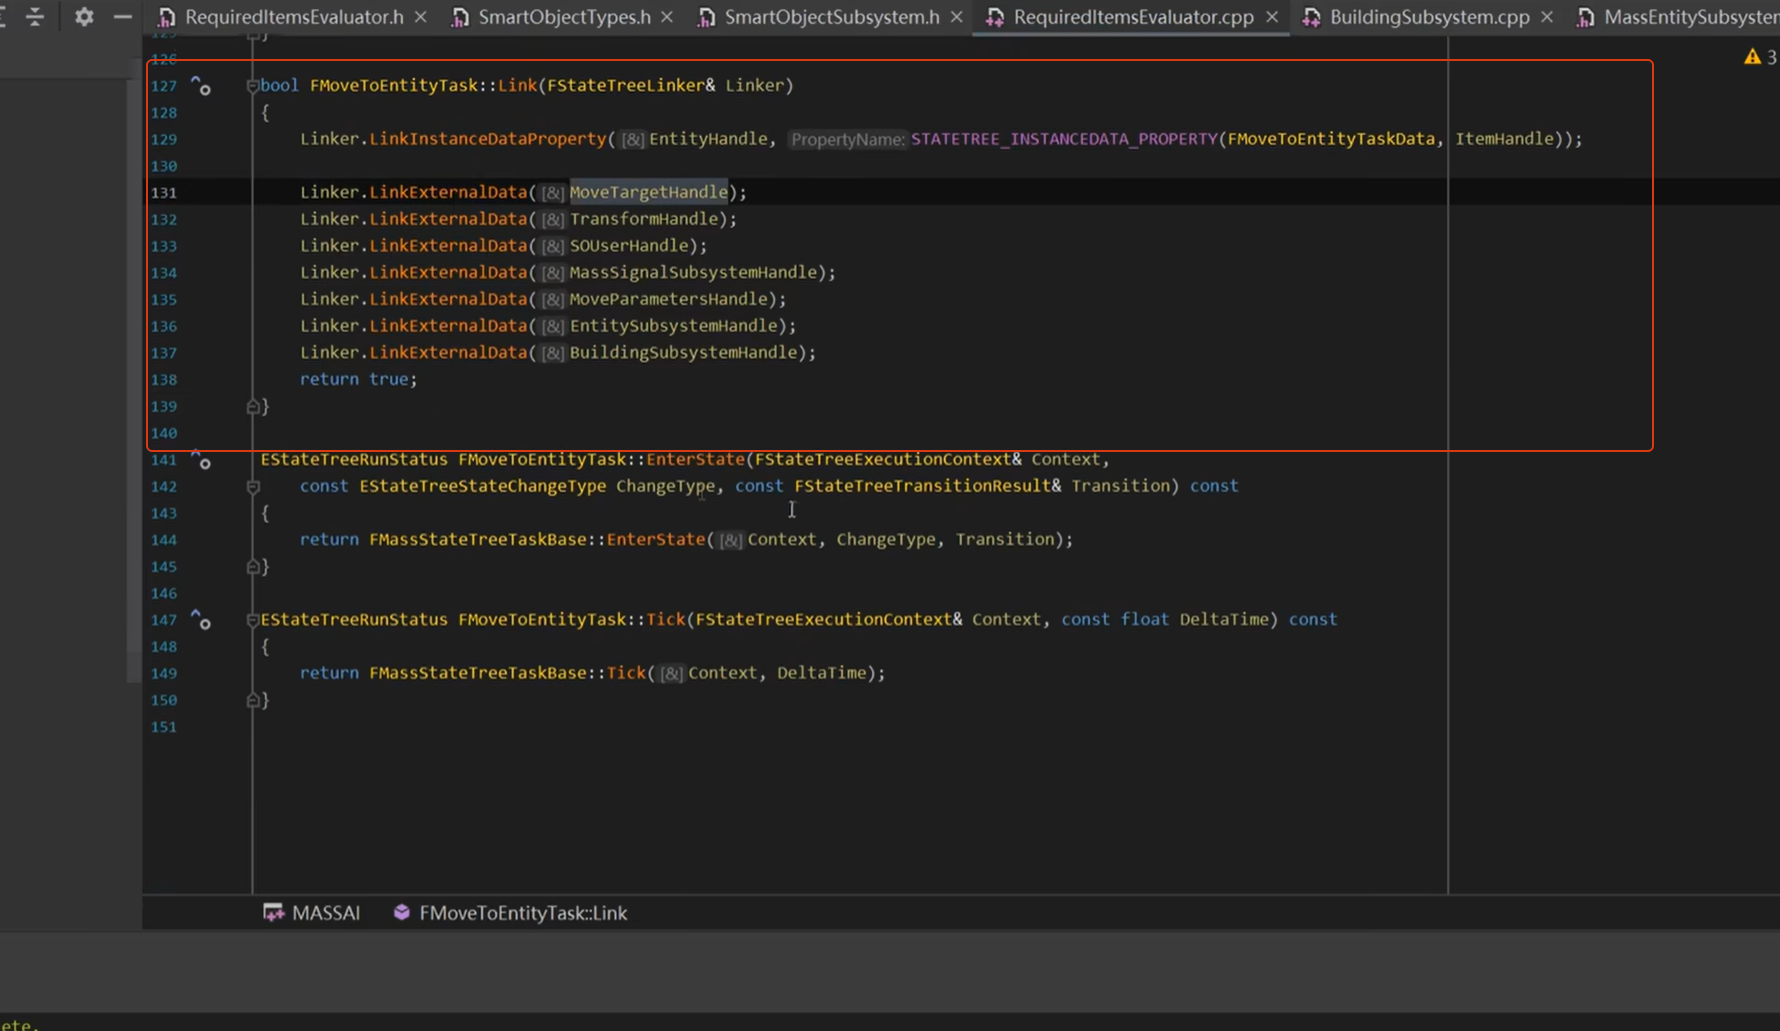 RequiredItemsEvaluator.h SmartObjectTypes.h SmartObjectSubsystem.h RequiredItemsEvaluator.cpp BuildingSubsystem.cpp MassEntitySubsystem
3
125 }
126
127 bool FMoveToEntityTask::Link(FStateTreeLinker& Linker)
128 {
129 Linker.LinkInstanceDataProperty([&]EntityHandle, PropertyName: STATETREE_INSTANCEDATA_PROPERTY(FMoveToEntityTaskData, ItemHandle));
130
131 Linker.LinkExternalData([&]MoveTargetHandle);
132 Linker.LinkExternalData([&]TransformHandle);
133 Linker.LinkExternalData([&]SOUserHandle);
134 Linker.LinkExternalData([&]MassSignalSubsystemHandle);
135 Linker.LinkExternalData([&]MoveParametersHandle);
136 Linker.LinkExternalData([&]EntitySubsystemHandle);
137 Linker.LinkExternalData([&]BuildingSubsystemHandle);
138 return true;
139 }
140
141 EStateTreeRunStatus FMoveToEntityTask::EnterState(FStateTreeExecutionContext& Context,
142 const EStateTreeStateChangeType ChangeType, const FStateTreeTransitionResult& Transition) const
143 {
144 return FMassStateTreeTaskBase::EnterState([&]Context, ChangeType, Transition);
145 }
146
147 EStateTreeRunStatus FMoveToEntityTask::Tick(FStateTreeExecutionContext& Context, const float DeltaTime) const
148 {
149 return FMassStateTreeTaskBase::Tick([&]Context, DeltaTime);
150 }
151
MASSAI FMoveToEntityTask::Link
ete.